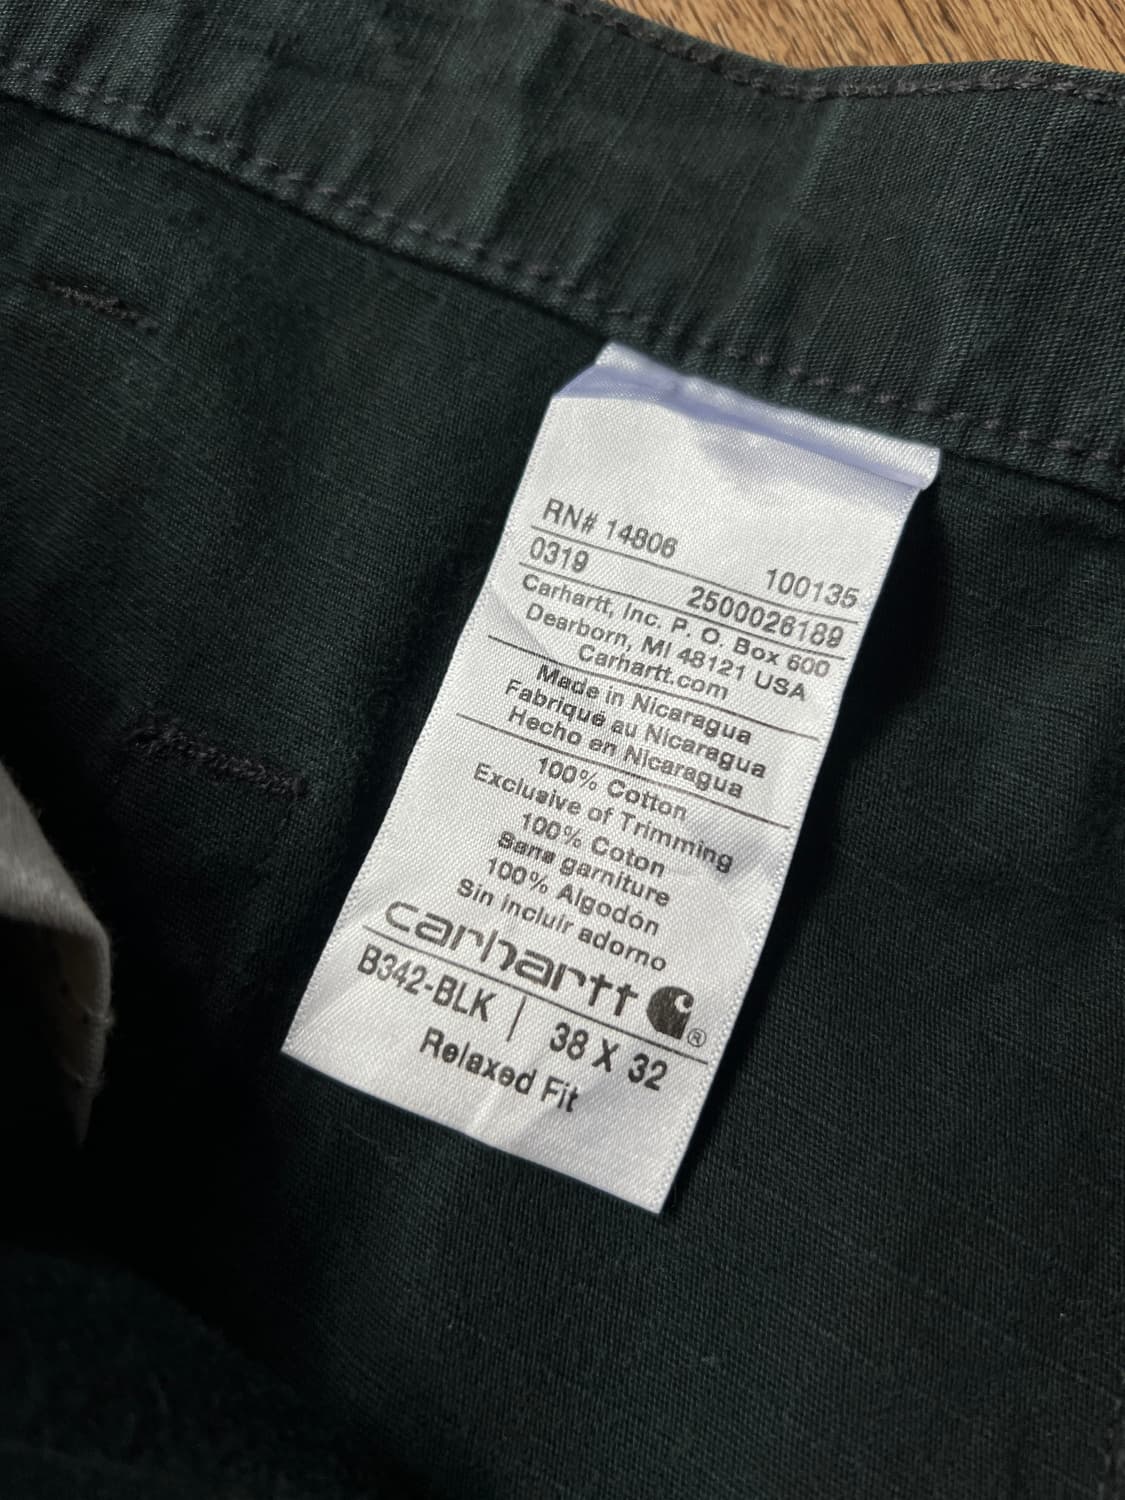 RN# 14806 100135
0319 2500026189
Carhartt, Inc. P. O. Box 600
Dearborn, MI 48121 USA
Carhartt.com
Made in Nicaragua
Fabriqué au Nicaragua
Hecho en Nicaragua
100% Cotton
Exclusive of Trimming
100% Coton
Sans garniture
100% Algodón
Sin incluir adorno
carhartt ®
B342-BLK | 38 X 32
Relaxed Fit